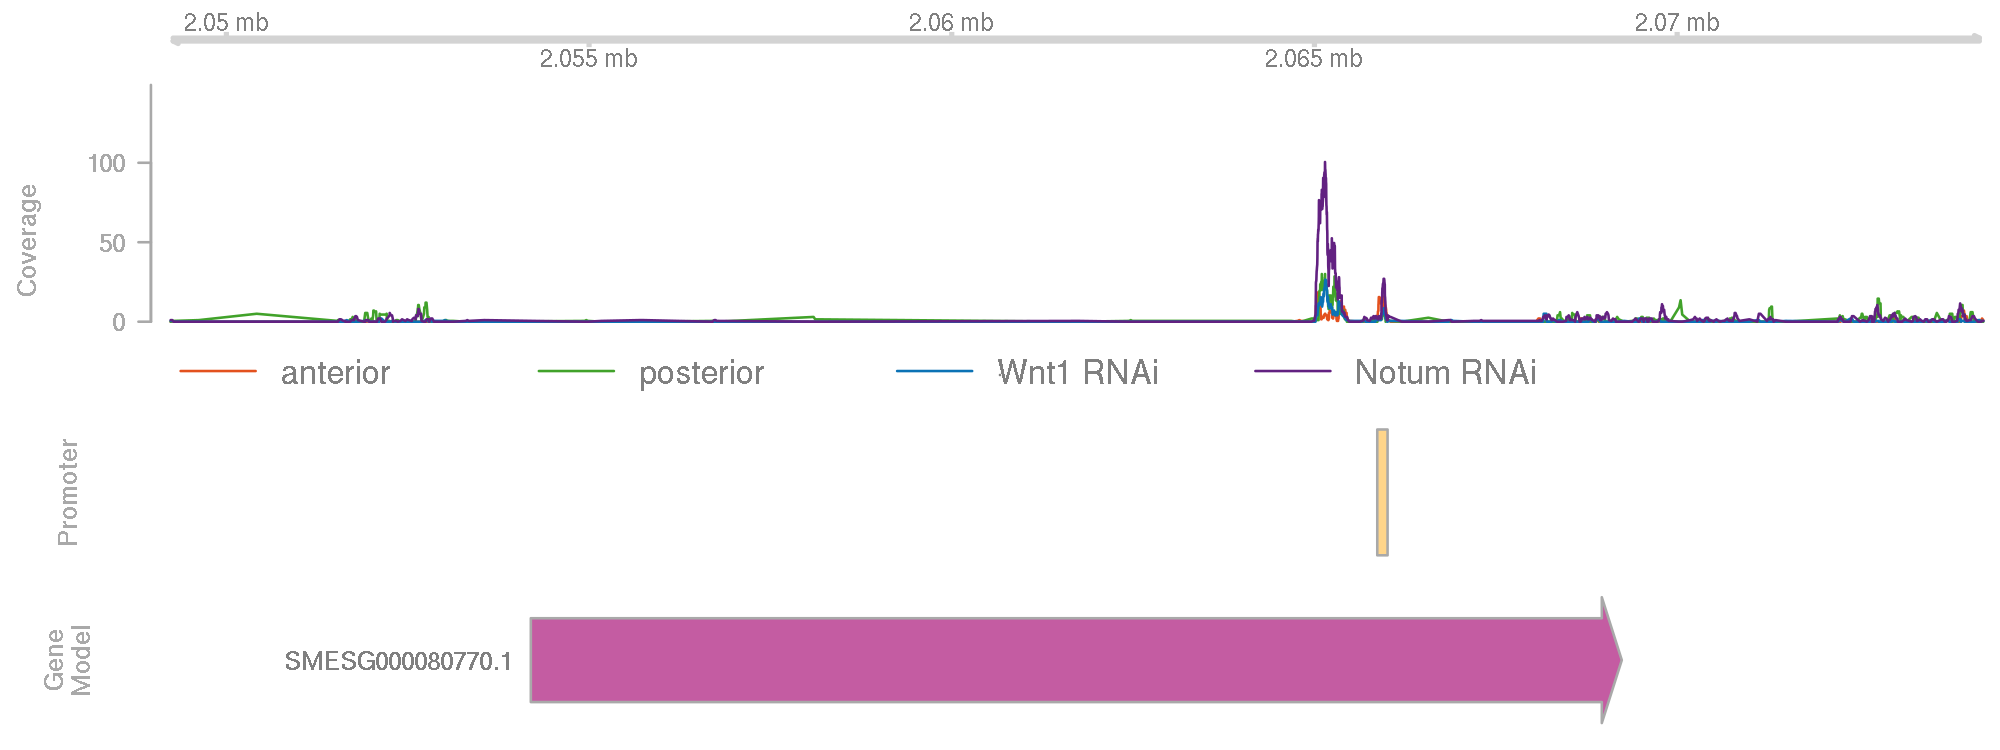 2.05 mb
2.06 mb
2.07 mb
2.055 mb
2.065 mb
Coverage
100
50
0
anterior
posterior
Wnt1 RNAi
Notum RNAi
Promoter
Gene
Model
SMESG000080770.1